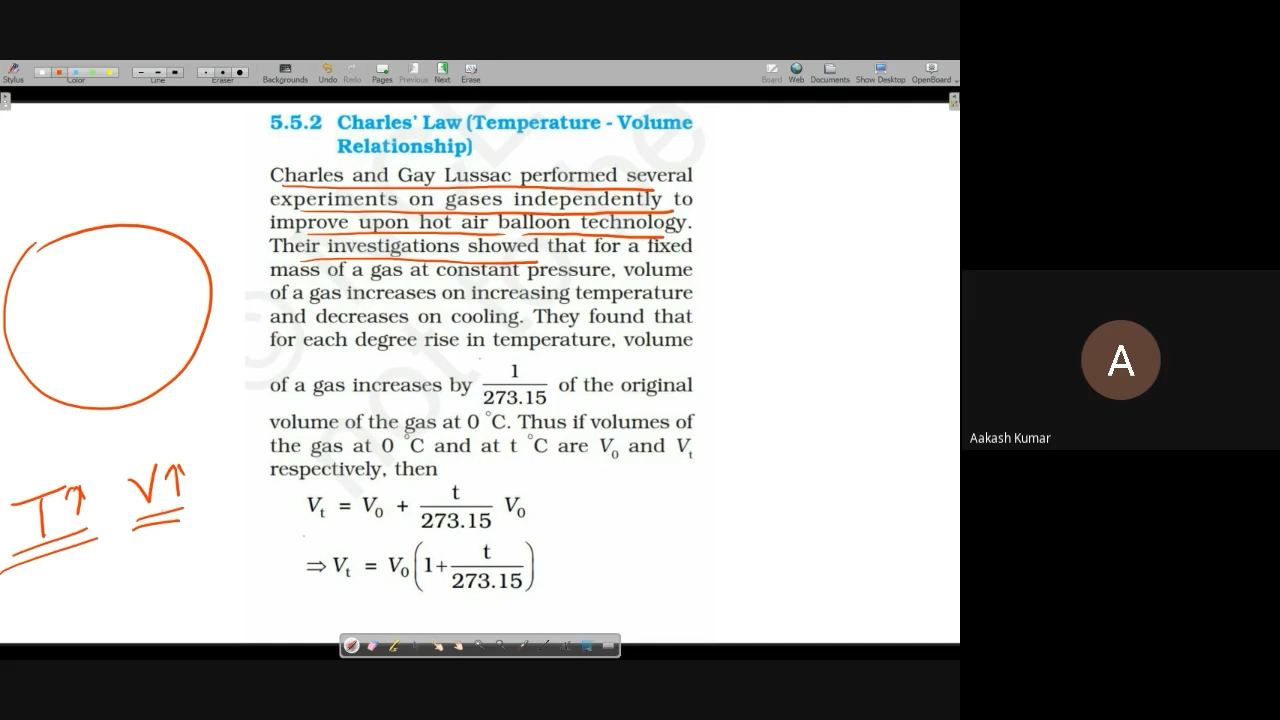 Stylus
Color
Line
Eraser
Backgrounds
Undo
Redo
Pages
Previous
Next
Erase
Board
Web
Documents
Show Desktop
OpenBoard
5.5.2 Charles' Law (Temperature - Volume
Relationship)
Charles and Gay Lussac performed several
experiments on gases independently to
improve upon hot air balloon technology.
Their investigations showed that for a fixed
mass of a gas at constant pressure, volume
of a gas increases on increasing temperature
and decreases on cooling. They found that
for each degree rise in temperature, volume
of a gas increases by 1/273.15 of the original
volume of the gas at 0 °C. Thus if volumes of
the gas at 0 °C and at t °C are V₀ and Vₜ
respectively, then
Vₜ = V₀ + t/273.15 V₀
⇒ Vₜ = V₀(1+t/273.15)
T↑ V↑
A
Aakash Kumar